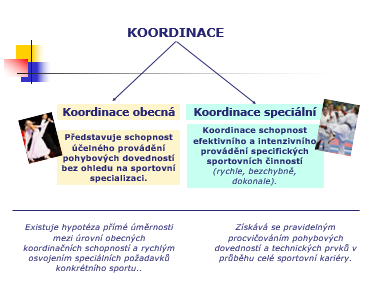 KOORDINACE
Koordinace obecná
Představuje schopnost
účelného provádění
pohybových dovedností
bez ohledu na sportovní
specializaci.
Koordinace speciální
Koordinace schopnost
efektivního a intenzivního
provádění specifických
sportovních činností
(rychle, bezchybně,
dokonale).
Existuje hypotéza přímé úměrnosti
mezi úrovní obecných
koordinačních schopností a rychlým
osvojením speciálních požadavků
konkrétního sportu..
Získává se pravidelným
procvičováním pohybových
dovedností a technických prvků v
průběhu celé sportovní kariéry.